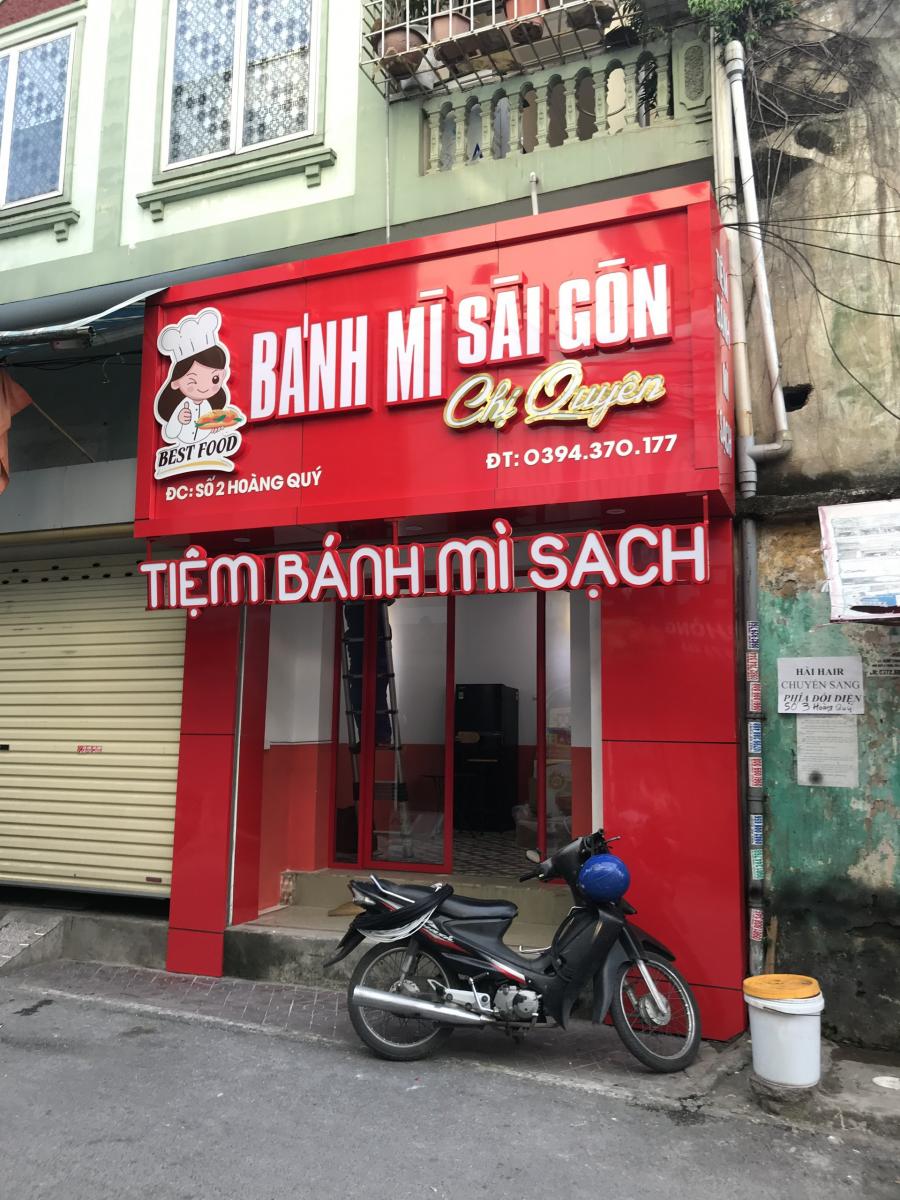 BÁNH MÌ SÀI GÒN
Chị Quyên
BEST FOOD
ĐT: 0394.370.177
ĐC: SỐ 2 HOÀNG QUÝ
TIỆM BÁNH MÌ SẠCH
HẢI HAIR
CHUYỂN SANG
PHÍA ĐỐI DIỆN
SỐ 3 Hoàng Quý